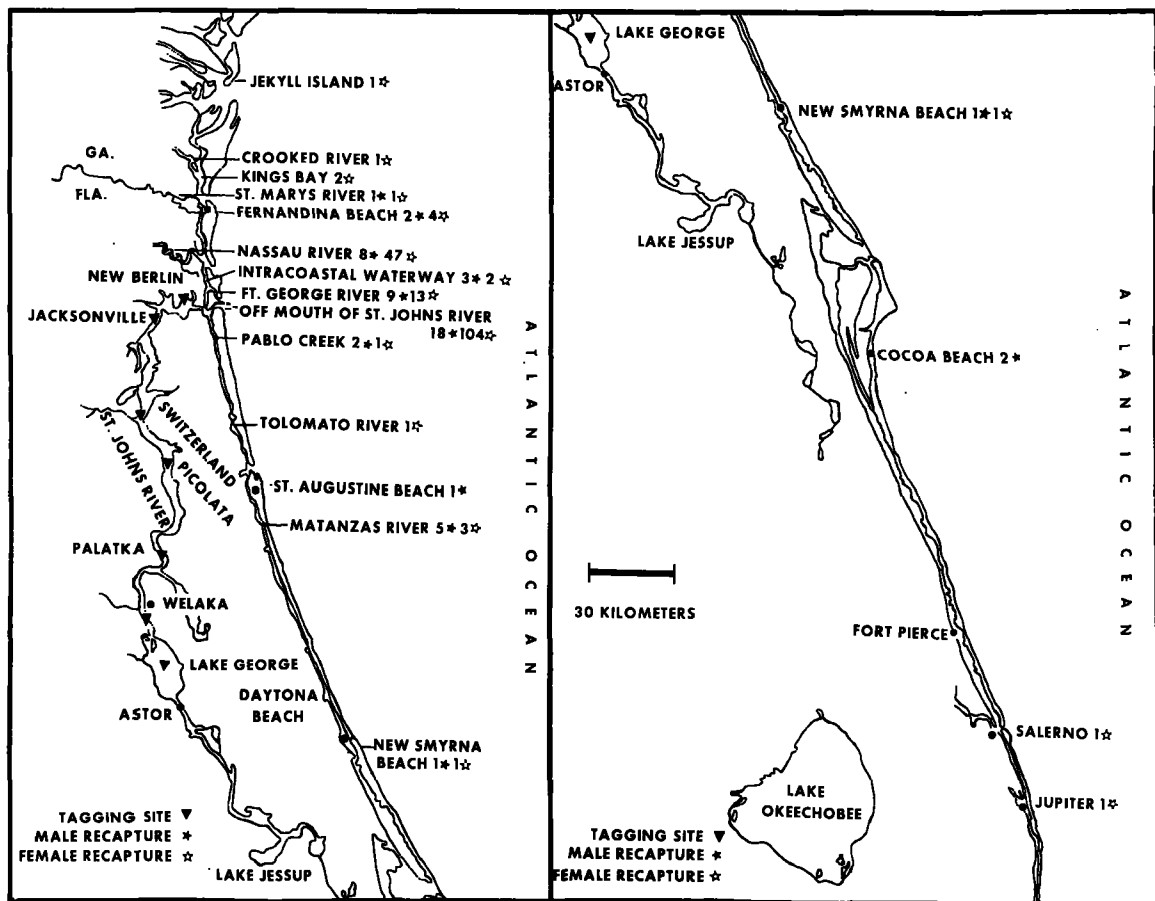 JEKYLL ISLAND 1☆
GA.
CROOKED RIVER 1☆
KINGS BAY 2☆
FLA.
ST. MARYS RIVER 1★ 1☆
FERNANDINA BEACH 2★ 4☆
NASSAU RIVER 8★ 47☆
NEW BERLIN
INTRACOASTAL WATERWAY 3★ 2☆
FT. GEORGE RIVER 9★13☆
OFF MOUTH OF ST. JOHNS RIVER
18★104☆
JACKSONVILLE
PABLO CREEK 2★1☆
SWITZERLAND
TOLOMATO RIVER 1☆
ST. JOHNS RIVER
PICOLATA
ST. AUGUSTINE BEACH 1★
MATANZAS RIVER 5★3☆
PALATKA
WELAKA
LAKE GEORGE
DAYTONA
BEACH
ASTOR
NEW SMYRNA
BEACH 1★1☆
ATLANTIC OCEAN
TAGGING SITE ▼
MALE RECAPTURE ★
FEMALE RECAPTURE ☆
LAKE JESSUP
LAKE GEORGE
ASTOR
NEW SMYRNA BEACH 1★1☆
LAKE JESSUP
COCOA BEACH 2★
ATLANTIC OCEAN
30 KILOMETERS
FORT PIERCE
SALERNO 1☆
JUPITER 1☆
LAKE
OKEECHOBEE
TAGGING SITE ▼
MALE RECAPTURE ★
FEMALE RECAPTURE ☆